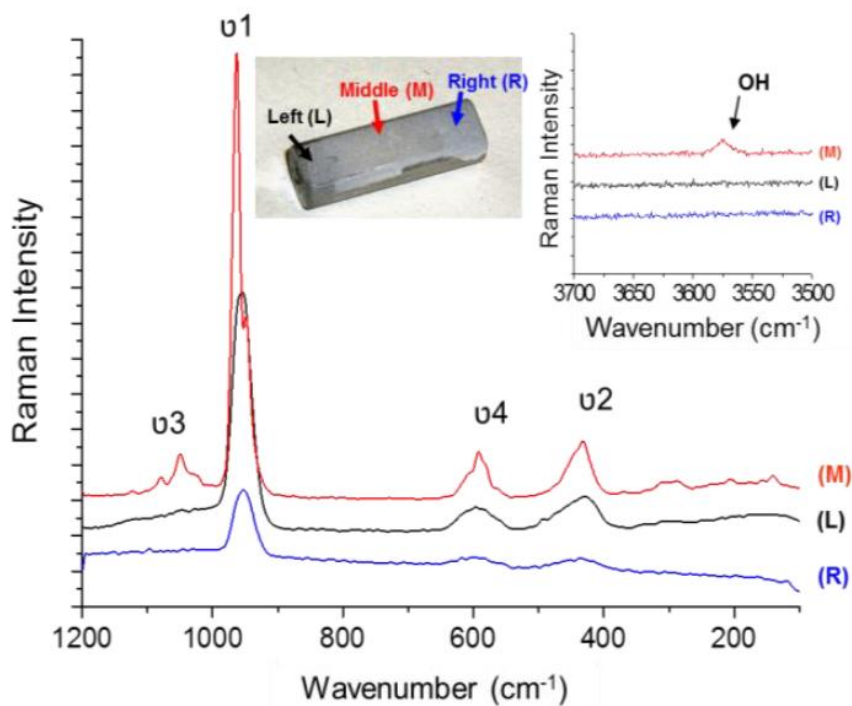 υ1
Middle (M)
Right (R)
Left (L)
OH
(M)
(L)
(R)
Raman Intensity
3700 3650 3600 3550 3500
Wavenumber (cm⁻¹)
υ3
υ4
υ2
(M)
(L)
(R)
Raman Intensity
1200 1000 800 600 400 200
Wavenumber (cm⁻¹)